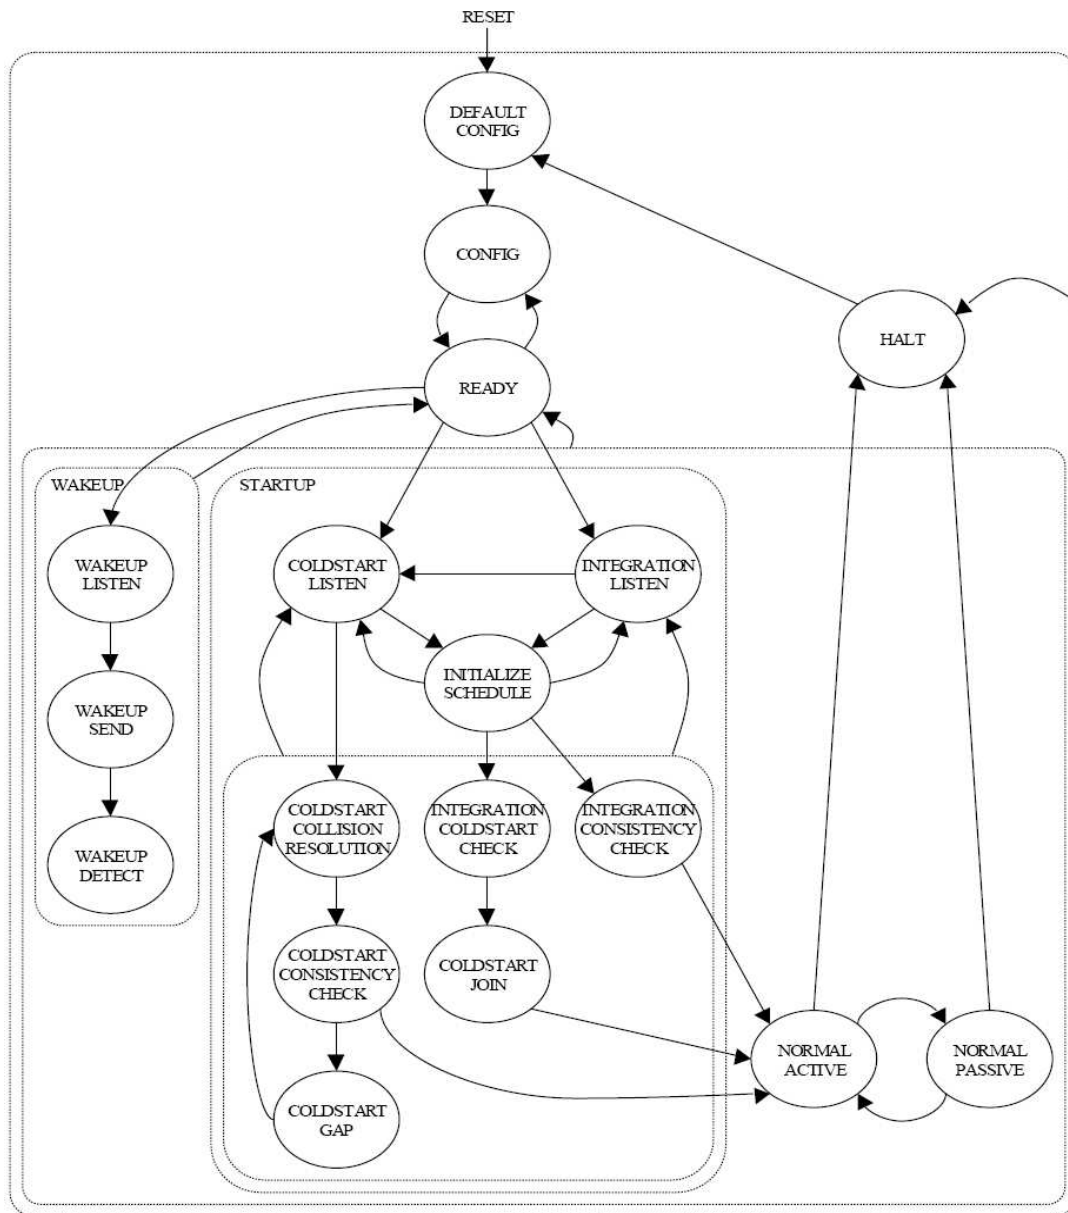 RESET
DEFAULT
CONFIG
CONFIG
HALT
READY
WAKEUP
STARTUP
WAKEUP
LISTEN
COLDSTART
LISTEN
INTEGRATION
LISTEN
INITIALIZE
SCHEDULE
WAKEUP
SEND
COLDSTART
COLLISION
RESOLUTION
INTEGRATION
COLDSTART
CHECK
INTEGRATION
CONSISTENCY
CHECK
WAKEUP
DETECT
COLDSTART
CONSISTENCY
CHECK
COLDSTART
JOIN
NORMAL
ACTIVE
NORMAL
PASSIVE
COLDSTART
GAP